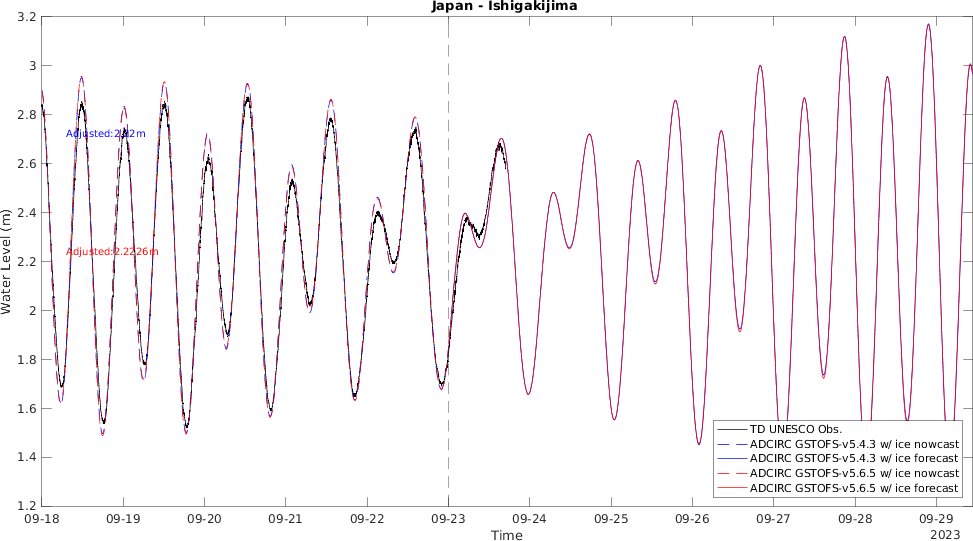 Japan - Ishigakijima
3.2
3
2.8
2.6
2.4
2.2
2
1.8
1.6
1.4
1.2
Water Level (m)
Adjusted:2.22m
Adjusted:2.2226m
TD UNESCO Obs.
ADCIRC GSTOFS-v5.4.3 w/ ice nowcast
ADCIRC GSTOFS-v5.4.3 w/ ice forecast
ADCIRC GSTOFS-v5.6.5 w/ ice nowcast
ADCIRC GSTOFS-v5.6.5 w/ ice forecast
09-18 09-19 09-20 09-21 09-22 09-23 09-24 09-25 09-26 09-27 09-28 09-29
Time
2023